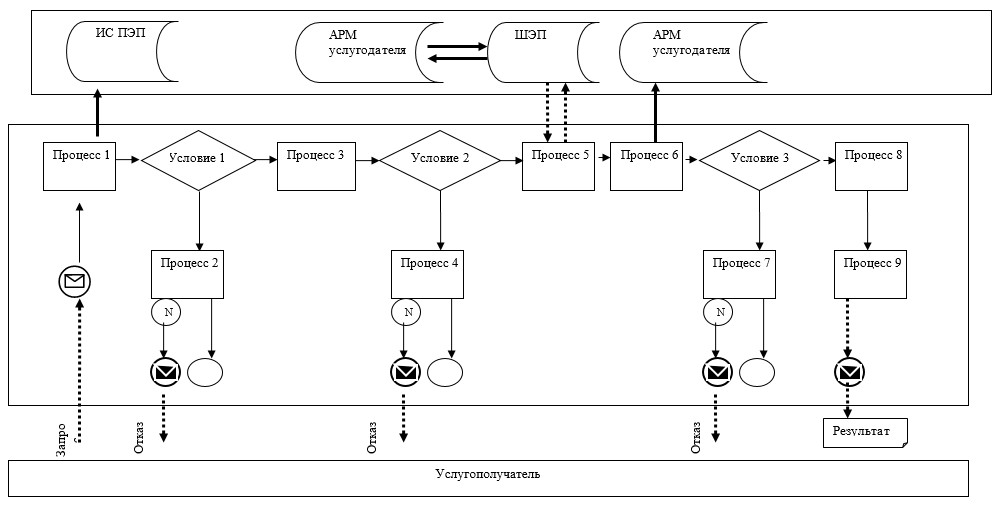 ИС ПЭП
АРМ
услугодателя
ШЭП
АРМ
услугодателя
Процесс 1
Условие 1
Процесс 3
Условие 2
Процесс 5
Процесс 6
Условие 3
Процесс 8
Процесс 2
Процесс 4
Процесс 7
Процесс 9
N
N
N
Запро
с
Отказ
Отказ
Отказ
Результат
Услугополучатель